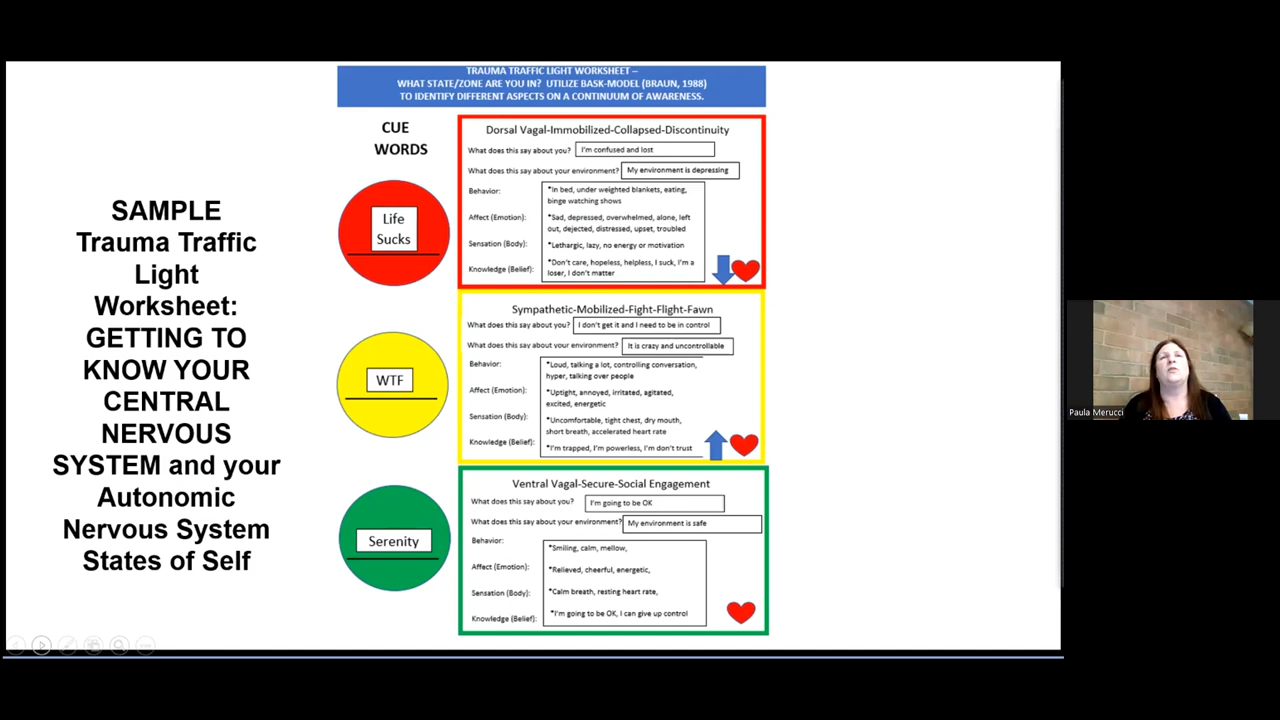 SAMPLE
Trauma Traffic
Light
Worksheet:
GETTING TO
KNOW YOUR
CENTRAL
NERVOUS
SYSTEM and your
Autonomic
Nervous System
States of Self
TRAUMA TRAFFIC LIGHT WORKSHEET –
WHAT STATE/ZONE ARE YOU IN? UTILIZE BASK-MODEL (BRAUN, 1988)
TO IDENTIFY DIFFERENT ASPECTS ON A CONTINUUM OF AWARENESS.
CUE
WORDS
Life
Sucks
Dorsal Vagal-Immobilized-Collapsed-Discontinuity
What does this say about you? I'm confused and lost
What does this say about your environment? My environment is depressing
Behavior: *In bed, under weighted blankets, eating,
binge watching shows
Affect (Emotion): *Sad, depressed, overwhelmed, alone, left
out, dejected, distressed, upset, troubled
Sensation (Body): *Lethargic, lazy, no energy or motivation
Knowledge (Belief): *Don't care, hopeless, helpless, I suck, I'm a
loser, I don't matter
WTF
Sympathetic-Mobilized-Fight-Flight-Fawn
What does this say about you? I don't get it and I need to be in control
What does this say about your environment? It is crazy and uncontrollable
Behavior: *Loud, talking a lot, controlling conversation,
hyper, talking over people
Affect (Emotion): *Uptight, annoyed, irritated, agitated,
excited, energetic
Sensation (Body): *Uncomfortable, tight chest, dry mouth,
short breath, accelerated heart rate
Knowledge (Belief): *I'm trapped, I'm powerless, I'm don't trust
Serenity
Ventral Vagal-Secure-Social Engagement
What does this say about you? I'm going to be OK
What does this say about your environment? My environment is safe
Behavior: *Smiling, calm, mellow,
Affect (Emotion): *Relieved, cheerful, energetic,
Sensation (Body): *Calm breath, resting heart rate,
Knowledge (Belief): *I'm going to be OK, I can give up control
Paula Merucci